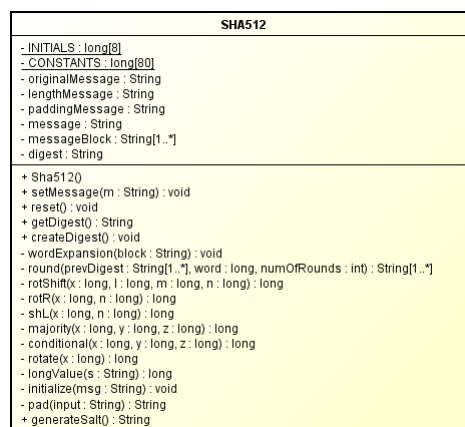 SHA512
- INITIALS : long[8]
- CONSTANTS : long[80]
- originalMessage : String
- lengthMessage : String
- paddingMessage : String
- message : String
- messageBlock : String[1..*]
- digest : String
+ Sha512()
+ setMessage(m : String) : void
+ reset() : void
+ getDigest() : String
+ createDigest() : void
- wordExpansion(block : String) : void
- round(prevDigest : String[1..*], word : long, numOfRounds : int) : String[1..*]
- rotShift(x : long, l : long, m : long, n : long) : long
- rotR(x : long, n : long) : long
- shL(x : long, n : long) : long
- majority(x : long, y : long, z : long) : long
- conditional(x : long, y : long, z : long) : long
- rotate(x : long) : long
- longValue(s : String) : long
- initialize(msg : String) : void
- pad(input : String) : String
+ generateSalt() : String